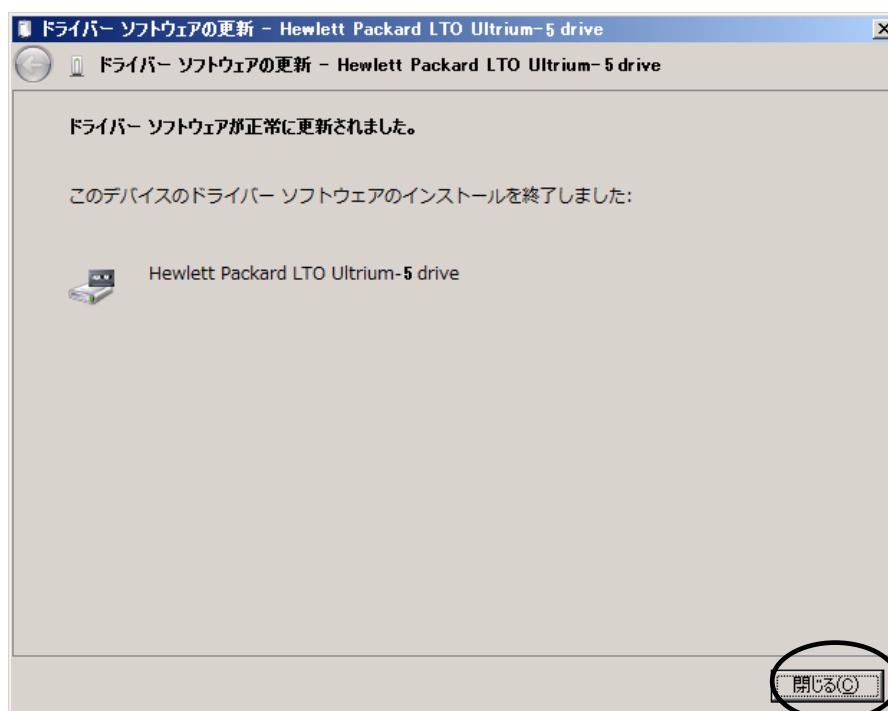 ドライバー ソフトウェアの更新 - Hewlett Packard LTO Ultrium-5 drive
ドライバー ソフトウェアの更新 - Hewlett Packard LTO Ultrium-5 drive
ドライバー ソフトウェアが正常に更新されました。
このデバイスのドライバー ソフトウェアのインストールを終了しました:
Hewlett Packard LTO Ultrium-5 drive
閉じる(C)